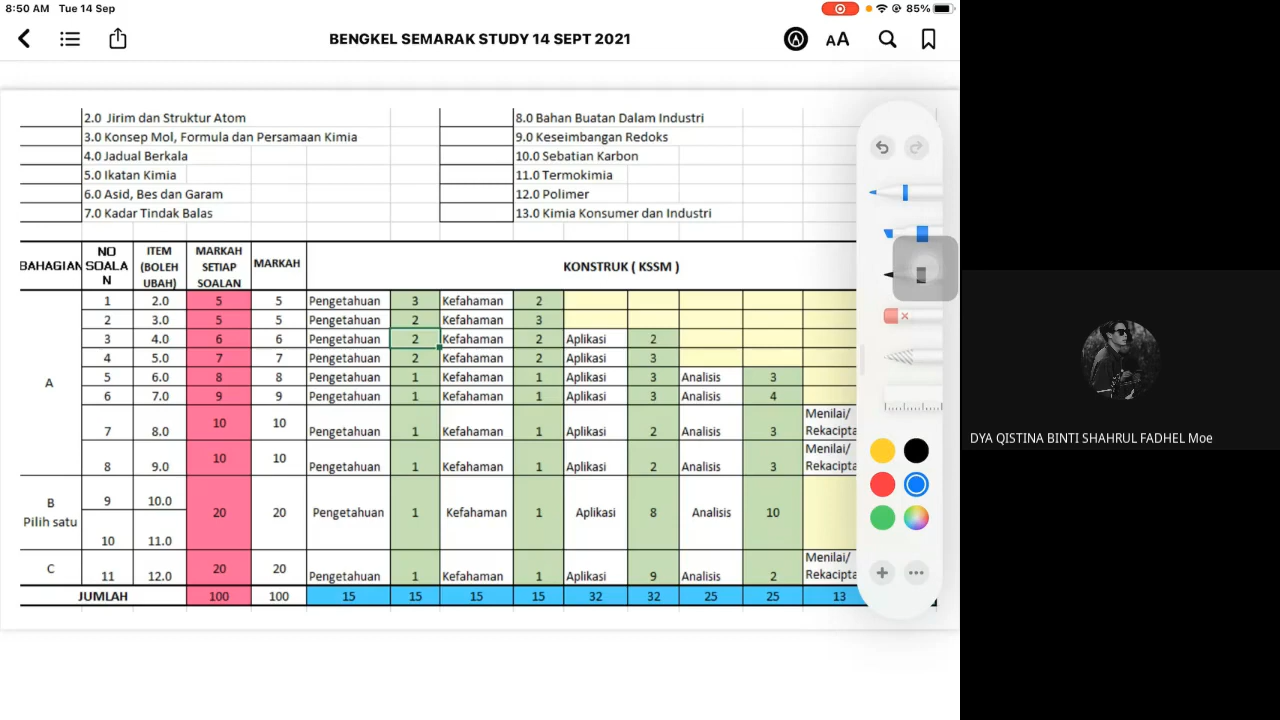 8:50 AM Tue 14 Sep 85%
BENGKEL SEMARAK STUDY 14 SEPT 2021 AA
2.0 Jirim dan Struktur Atom 8.0 Bahan Buatan Dalam Industri
3.0 Konsep Mol, Formula dan Persamaan Kimia 9.0 Keseimbangan Redoks
4.0 Jadual Berkala 10.0 Sebatian Karbon
5.0 Ikatan Kimia 11.0 Termokimia
6.0 Asid, Bes dan Garam 12.0 Polimer
7.0 Kadar Tindak Balas 13.0 Kimia Konsumer dan Industri
BAHAGIAN NO SOALAN ITEM (BOLEH UBAH) MARKAH SETIAP SOALAN MARKAH KONSTRUK ( KSSM )
A
1 2.0 5 5 Pengetahuan 3 Kefahaman 2
2 3.0 5 5 Pengetahuan 2 Kefahaman 3
3 4.0 6 6 Pengetahuan 2 Kefahaman 2 Aplikasi 2
4 5.0 7 7 Pengetahuan 2 Kefahaman 2 Aplikasi 3
5 6.0 8 8 Pengetahuan 1 Kefahaman 1 Aplikasi 3 Analisis 3
6 7.0 9 9 Pengetahuan 1 Kefahaman 1 Aplikasi 3 Analisis 4
7 8.0 10 10 Pengetahuan 1 Kefahaman 1 Aplikasi 2 Analisis 3 Menilai/ Rekacipta
8 9.0 10 10 Pengetahuan 1 Kefahaman 1 Aplikasi 2 Analisis 3 Menilai/ Rekacipta
B
Pilih satu
9 10.0
20 20 Pengetahuan 1 Kefahaman 1 Aplikasi 8 Analisis 10
10 11.0
C 11 12.0 20 20 Pengetahuan 1 Kefahaman 1 Aplikasi 9 Analisis 2 Menilai/ Rekacipta
JUMLAH 100 100 15 15 15 15 32 32 25 25 13
DYA QISTINA BINTI SHAHRUL FADHEL Moe